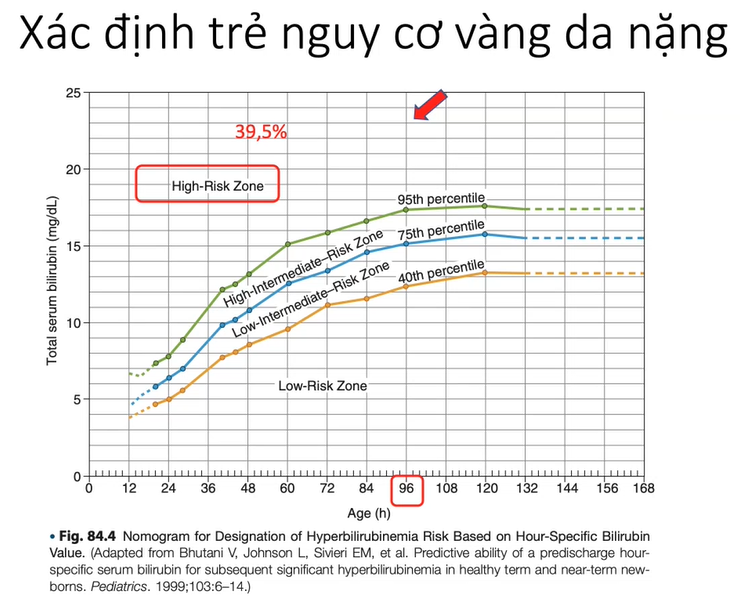 Xác định trẻ nguy cơ vàng da nặng
25
39,5%
20
High-Risk Zone
95th percentile
75th percentile
High-Intermediate–Risk Zone
15
Low-Intermediate–Risk Zone
40th percentile
Total serum bilirubin (mg/dL)
10
Low-Risk Zone
5
0
0 12 24 36 48 60 72 84 96 108 120 132 144 156 168
Age (h)
• Fig. 84.4 Nomogram for Designation of Hyperbilirubinemia Risk Based on Hour-Specific Bilirubin
Value. (Adapted from Bhutani V, Johnson L, Sivieri EM, et al. Predictive ability of a predischarge hour-
specific serum bilirubin for subsequent significant hyperbilirubinemia in healthy term and near-term new-
borns. Pediatrics. 1999;103:6–14.)